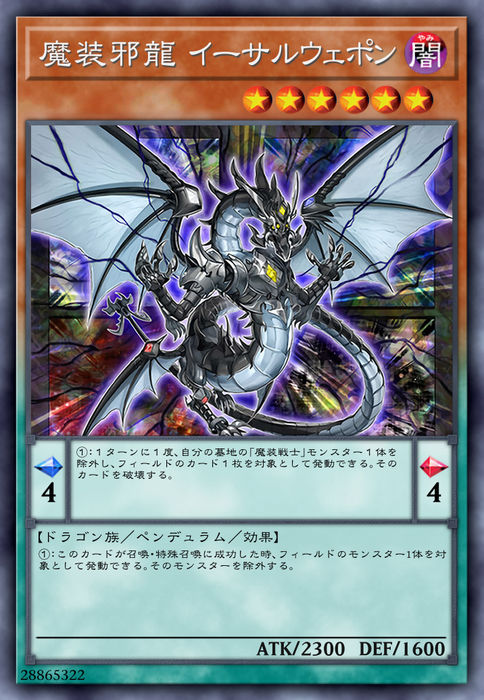 魔装邪龍 イーサルウェポン
やみ
闇
①:1ターンに1度、自分の墓地の「魔装戦士」モンスター1体を
除外し、フィールドのカード1枚を対象として発動できる。その
カードを破壊する。
4
4
【ドラゴン族/ペンデュラム/効果】
①:このカードが召喚・特殊召喚に成功した時、フィールドのモンスター1体を対
象として発動できる。そのモンスターを除外する。
ATK/2300 DEF/1600
28865322